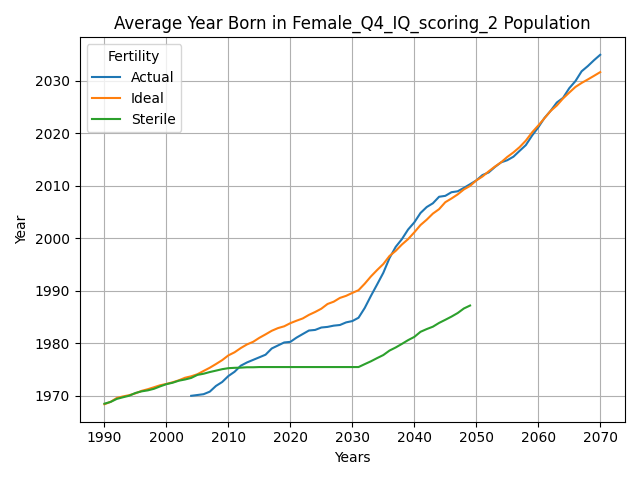 Average Year Born in Female_Q4_IQ_scoring_2 Population
Fertility
Actual
Ideal
Sterile
Year
2030
2020
2010
2000
1990
1980
1970
1990 2000 2010 2020 2030 2040 2050 2060 2070
Years